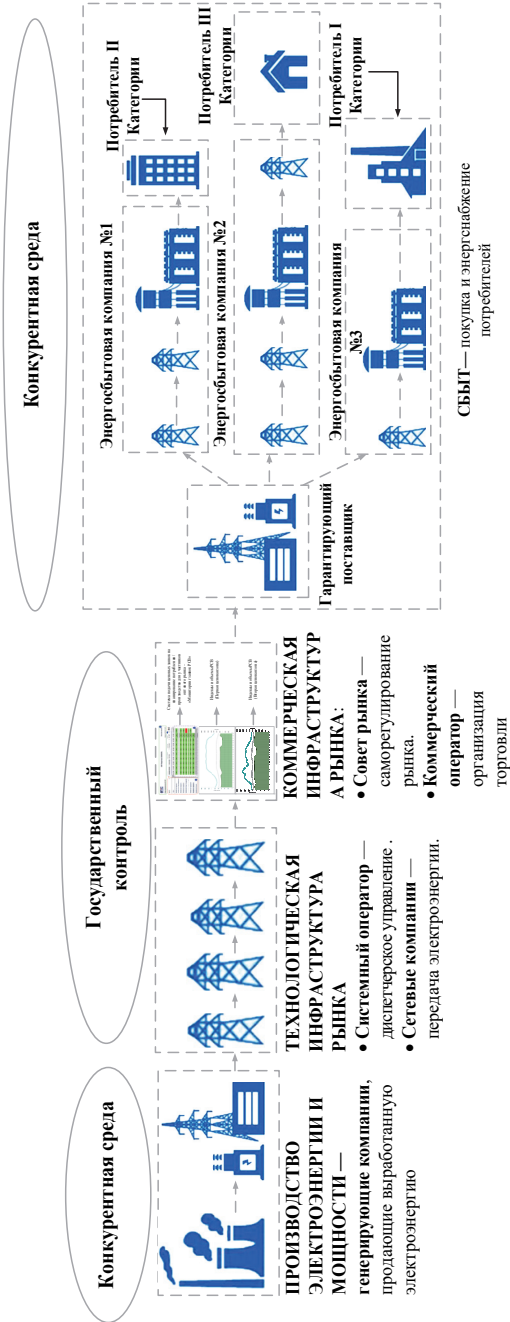 Конкурентная среда
Государственный
контроль
Конкурентная среда
ПРОИЗВОДСТВО
ЭЛЕКТРОЭНЕРГИИ И
МОЩНОСТИ —
генерирующие компании,
продающие выработанную
электроэнергию
ТЕХНОЛОГИЧЕСКАЯ
ИНФРАСТРУКТУРА
РЫНКА
● Системный оператор —
диспетчерское управление .
● Сетевые компании —
передача электроэнергии.
КОММЕРЧЕСКАЯ
ИНФРАСТРУКТУР
А РЫНКА:
● Совет рынка —
саморегулирование
рынка.
● Коммерческий
оператор —
организация
торговли
Гарантирующий
поставщик
Энергосбытовая компания №1
Потребитель II
Категории
Энергосбытовая компания №2
Потребитель III
Категории
Энергосбытовая компания
№3
Потребитель I
Категории
СБЫТ— покупка и энергснабжение
потребителей